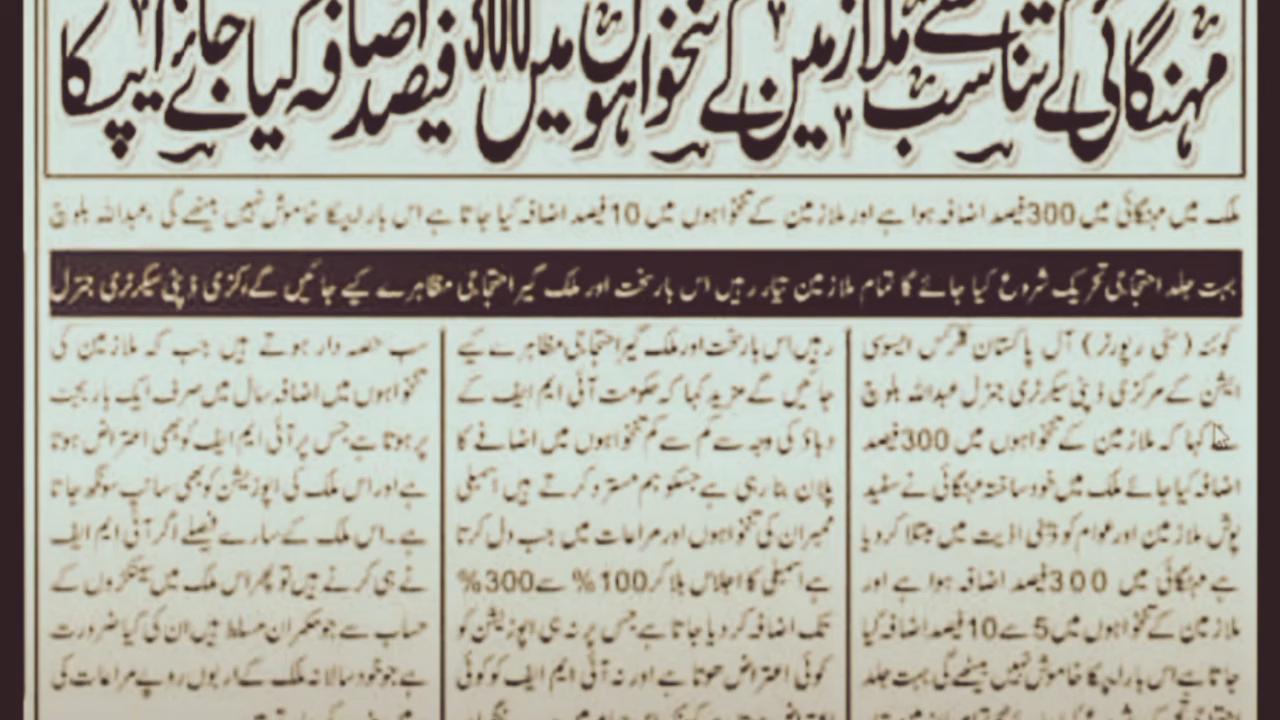 مہنگائی کے تناسب سے ملازمین کے تنخواہوں میں 300 فیصد اضافہ کیا جائے ایپکا
ملک میں مہنگائی میں 300 فیصد اضافہ ہوا ہے اور ملازمین کے تنخواہوں میں 10 فیصد اضافہ کیا جاتا ہے اس بار اپیکا خاموش نہیں بیٹھے گی ،عبداللہ بلوچ
بہت جلد احتجاجی تحریک شروع کیا جائے گا تمام ملازمین تیار رہیں اس بار سخت اور ملک گیر احتجاجی مظاہرے کیے جائیں گے،مرکزی ڈپٹی سیکرٹری جنرل
کوئٹہ (سٹی رپورٹر) آل پاکستان کلرکس ایسوسی
ایشن کے مرکزی ڈپٹی سیکرٹری جنرل عبداللہ بلوچ
نے کہا کہ ملازمین کے تنخواہوں میں 300 فیصد
اضافہ کیا جائے ملک میں خود ساختہ مہنگائی نے سفید
پوش ملازمین اور عوام کو ذہنی اذیت میں مبتلا کر دیا
ہے مہنگائی میں 300 فیصد اضافہ ہوا ہے اور
ملازمین کے تنخواہوں میں 5 سے 10 فیصد اضافہ کیا
جاتا ہے اس بار اپیکا خاموش نہیں بیٹھے گی بہت جلد
رہیں اس بار سخت اور ملک گیر احتجاجی مظاہرے کیے
جائیں گے مزید کہا کہ حکومت آئی ایم ایف کے
دباؤ کی وجہ سے کم سے کم تنخواہوں میں اضافے کا
پلان بنا رہی ہے جسکو ہم مسترد کرتے ہیں اسمبلی
ممبران کی تنخواہوں اور مراعات میں جب دل کرتا
ہے اسمبلی کا اجلاس بلا کر 100% سے 300%
تک اضافہ کر دیا جاتا ہے جس پر نہ ہی اپوزیشن کو
کوئی اعتراض ہوتا ہے اور نہ آئی ایم ایف کو کوئی
سب حصہ دار ہوتے ہیں جب کہ ملازمین کی
تنخواہوں میں اضافہ سال میں صرف ایک بار بجٹ
پر ہوتا ہے جس پر آئی ایم ایف کو بھی اعتراض ہوتا
ہے اور اس ملک کی اپوزیشن کو بھی سانپ سونگھ جاتا
ہے۔اس ملک کے سارے فیصلے اگر آئی ایم ایف
نے ہی کرنے ہیں تو پھر اس ملک میں سینکڑوں کے
حساب سے جو حکمران مسلط ہیں ان کی کیا ضرورت
ہے جو خود سالانہ ملک کے اربوں روپے مراعات کی